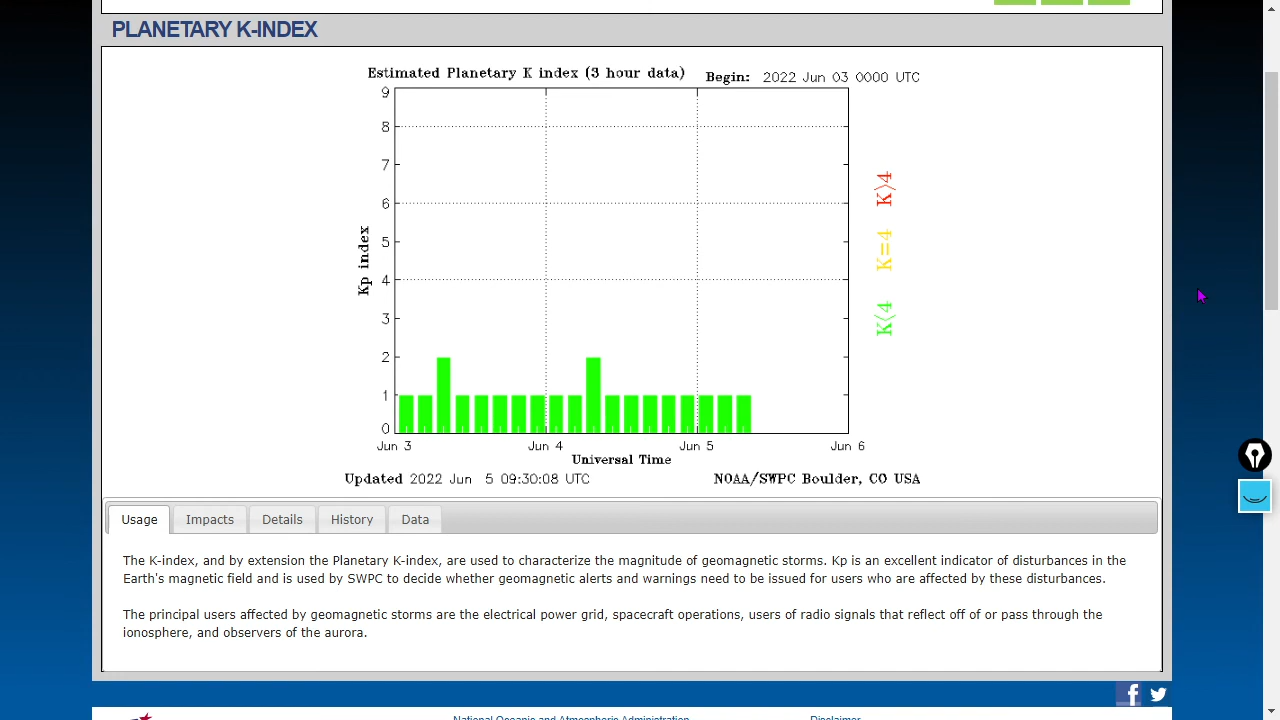 PLANETARY K-INDEX
Estimated Planetary K index (3 hour data)
Begin: 2022 Jun 03 0000 UTC
9
8
7
6
5
4
3
2
1
0
Kp index
K>4
K=4
K<4
Jun 3
Jun 4
Jun 5
Jun 6
Universal Time
Updated 2022 Jun 5 09:30:08 UTC
NOAA/SWPC Boulder, CO USA
Usage
Impacts
Details
History
Data
The K-index, and by extension the Planetary K-index, are used to characterize the magnitude of geomagnetic storms. Kp is an excellent indicator of disturbances in the
Earth's magnetic field and is used by SWPC to decide whether geomagnetic alerts and warnings need to be issued for users who are affected by these disturbances.
The principal users affected by geomagnetic storms are the electrical power grid, spacecraft operations, users of radio signals that reflect off of or pass through the
ionosphere, and observers of the aurora.
National Oceanic and Atmospheric Administration
Disclaimer